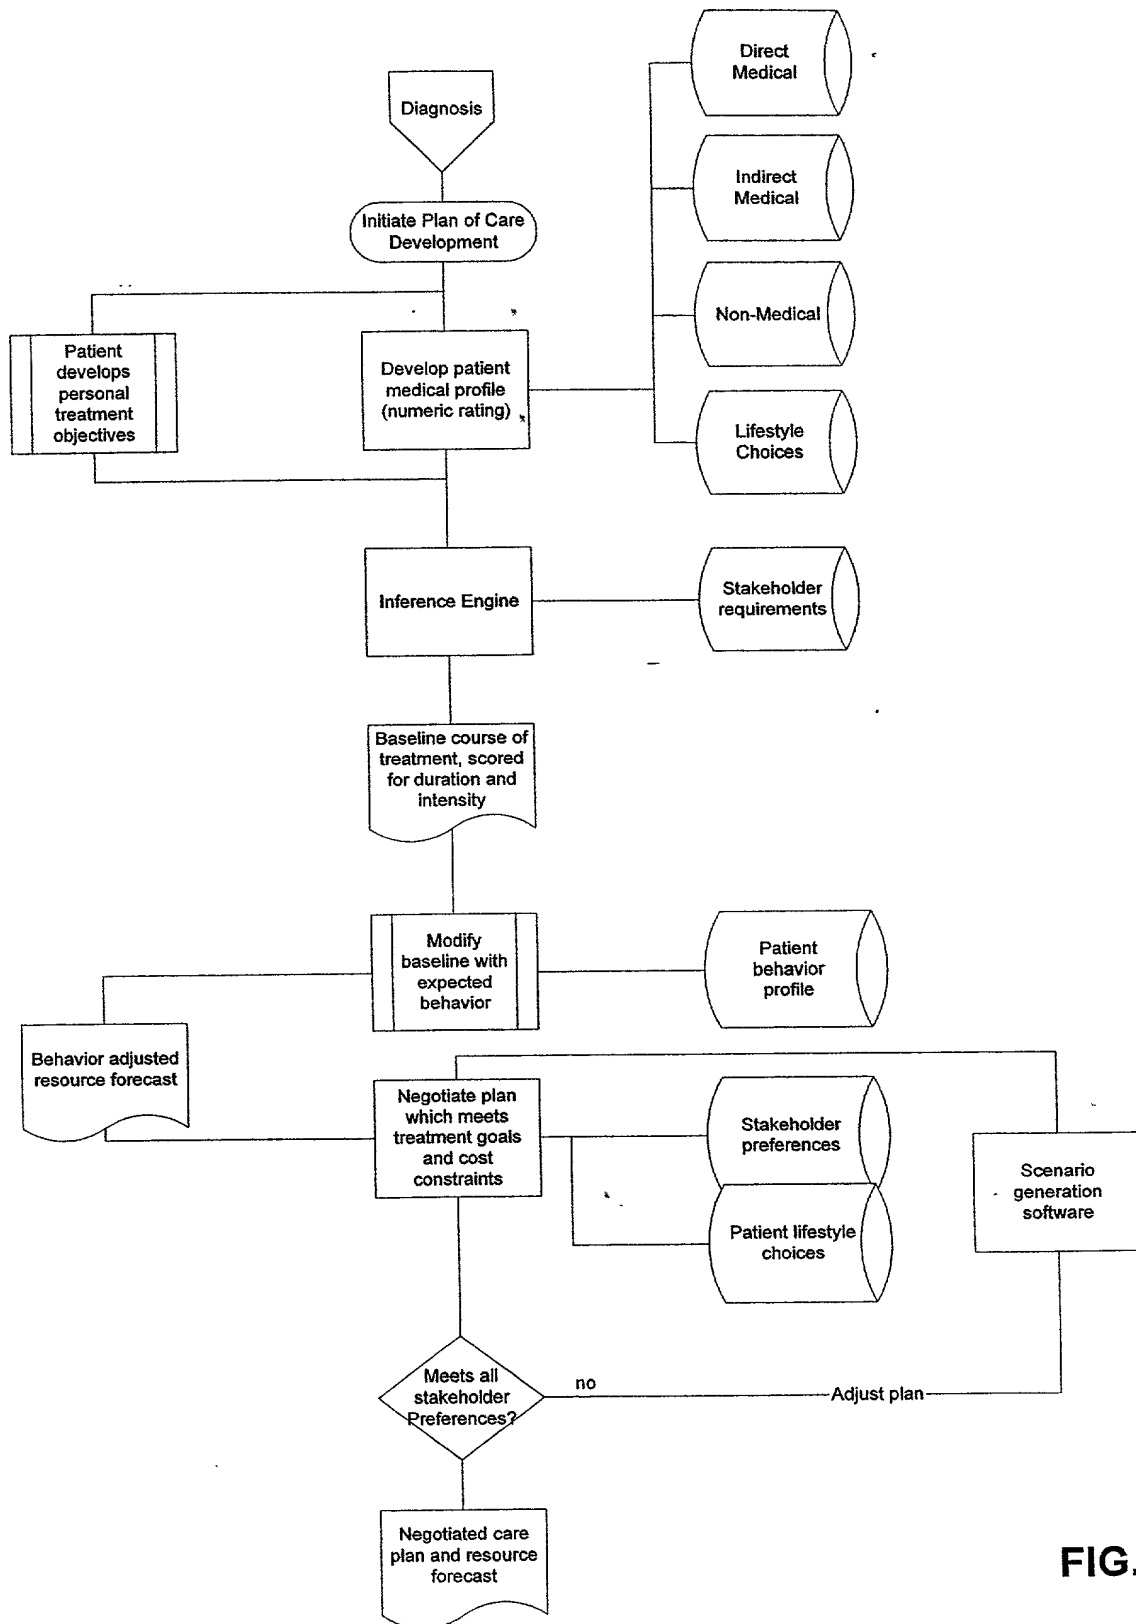 Direct
Medical
Diagnosis
Indirect
Medical
Initiate Plan of Care
Development
Non-Medical
Patient
develops
personal
treatment
objectives
Develop patient
medical profile
(numeric rating)
Lifestyle
Choices
Inference Engine
Stakeholder
requirements
Baseline course of
treatment, scored
for duration and
intensity
Modify
baseline with
expected
behavior
Patient
behavior
profile
Behavior adjusted
resource forecast
Negotiate plan
which meets
treatment goals
and cost
constraints
Stakeholder
preferences
Scenario
generation
software
Patient lifestyle
choices
Meets all
stakeholder
Preferences?
no
Adjust plan
Negotiated care
plan and resource
forecast
FIG.